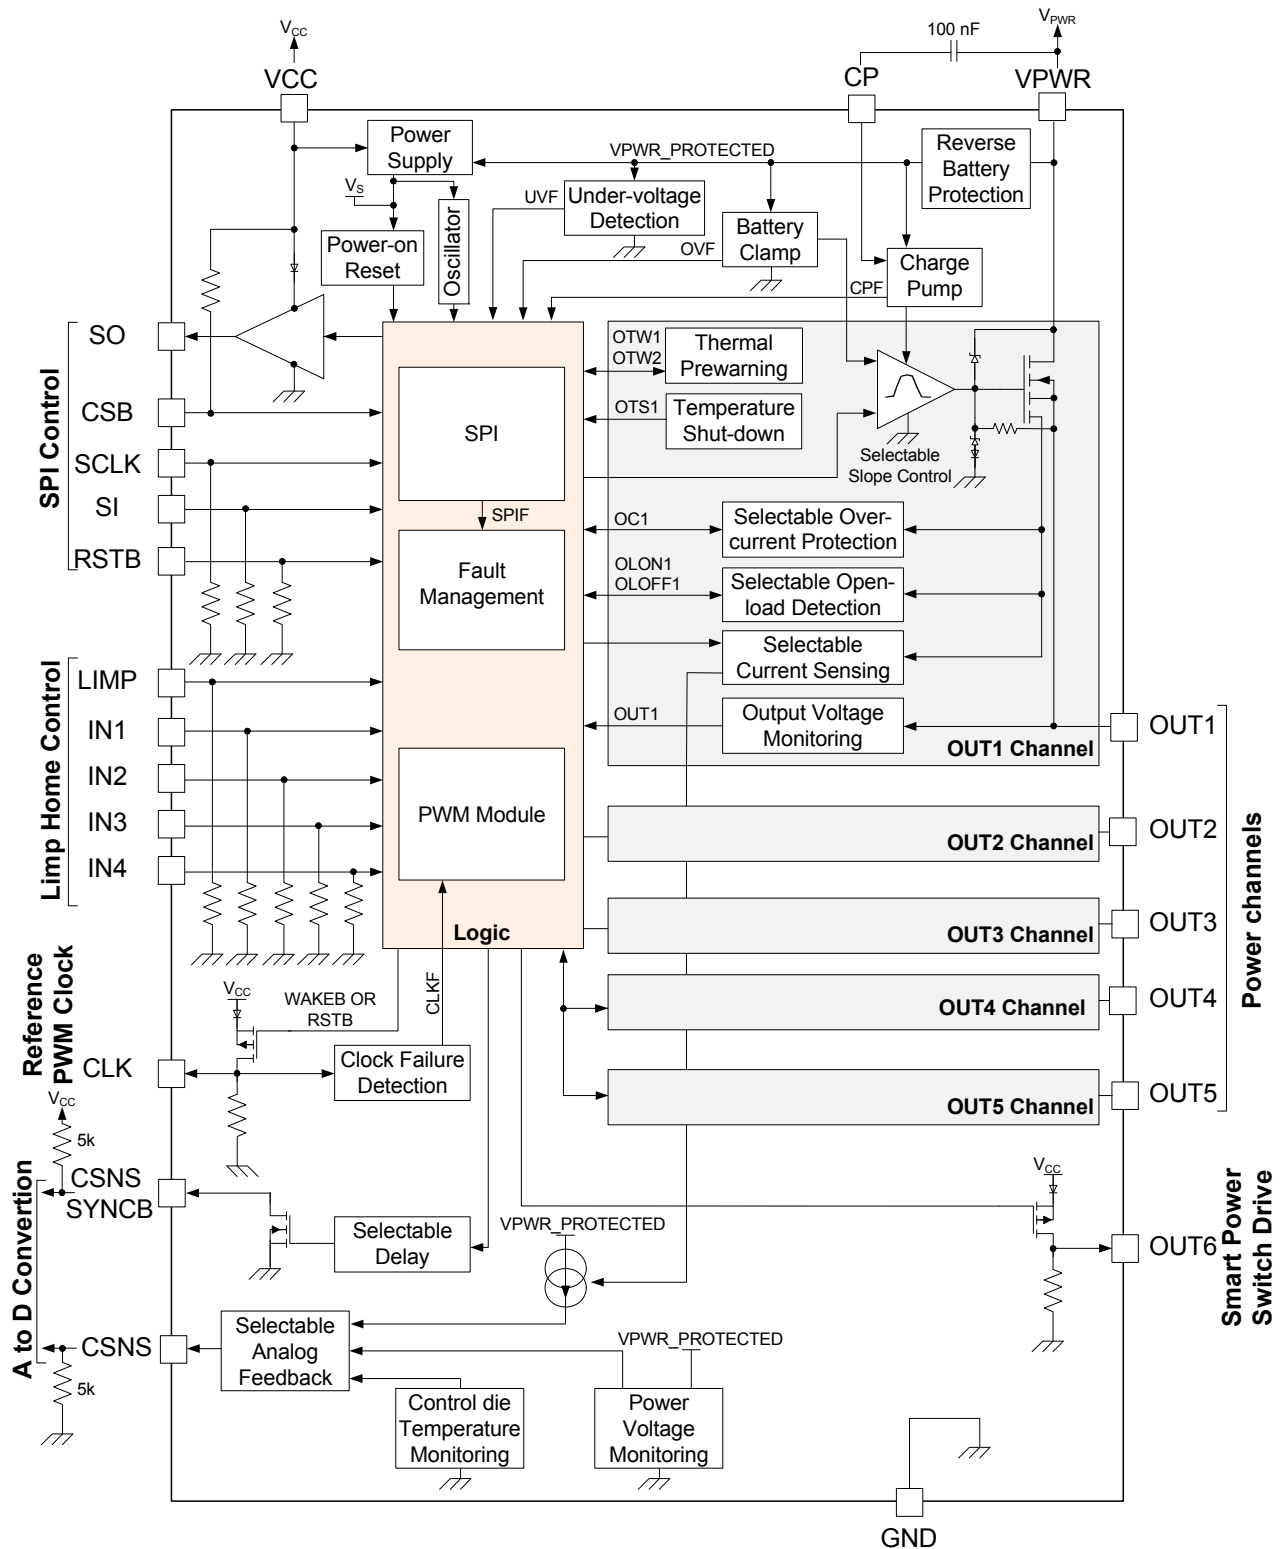 VCC
100 nF
VPWR
VCC
CP
VPWR
Power
Supply
VPWR_PROTECTED
Reverse
Battery
Protection
VS
UVF
Under-voltage
Detection
Oscillator
Power-on
Reset
OVF
Battery
Clamp
CPF
Charge
Pump
SPI Control
SO
CSB
SCLK
SI
RSTB
SPI
SPIF
Fault
Management
PWM Module
Logic
OTW1
OTW2
Thermal
Prewarning
OTS1
Temperature
Shut-down
Selectable
Slope Control
OC1
Selectable Over-
current Protection
OLON1
OLOFF1
Selectable Open-
load Detection
Selectable
Current Sensing
OUT1
Output Voltage
Monitoring
OUT1 Channel
OUT2 Channel
OUT3 Channel
OUT4 Channel
OUT5 Channel
OUT1
OUT2
OUT3
OUT4
OUT5
Power channels
Limp Home Control
LIMP
IN1
IN2
IN3
IN4
Reference
PWM Clock
CLK
VCC
WAKEB OR
RSTB
CLKF
Clock Failure
Detection
VCC
5k
A to D Convertion
CSNS
SYNCB
Selectable
Delay
VPWR_PROTECTED
VCC
OUT6
Smart Power
Switch Drive
CSNS
5k
Selectable
Analog
Feedback
VPWR_PROTECTED
Control die
Temperature
Monitoring
Power
Voltage
Monitoring
GND